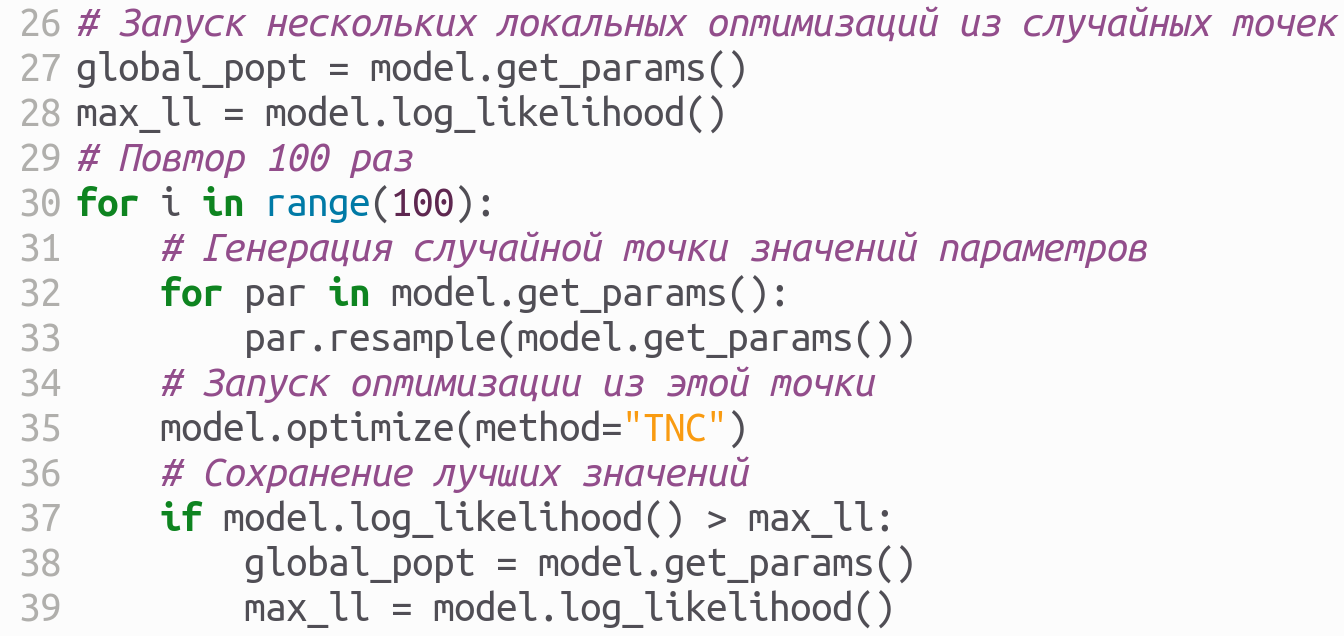 26 # Запуск нескольких локальных оптимизаций из случайных точек
27 global_popt = model.get_params()
28 max_ll = model.log_likelihood()
29 # Повтор 100 раз
30 for i in range(100):
31     # Генерация случайной точки значений параметров
32     for par in model.get_params():
33         par.resample(model.get_params())
34     # Запуск оптимизации из этой точки
35     model.optimize(method="TNC")
36     # Сохранение лучших значений
37     if model.log_likelihood() > max_ll:
38         global_popt = model.get_params()
39         max_ll = model.log_likelihood()